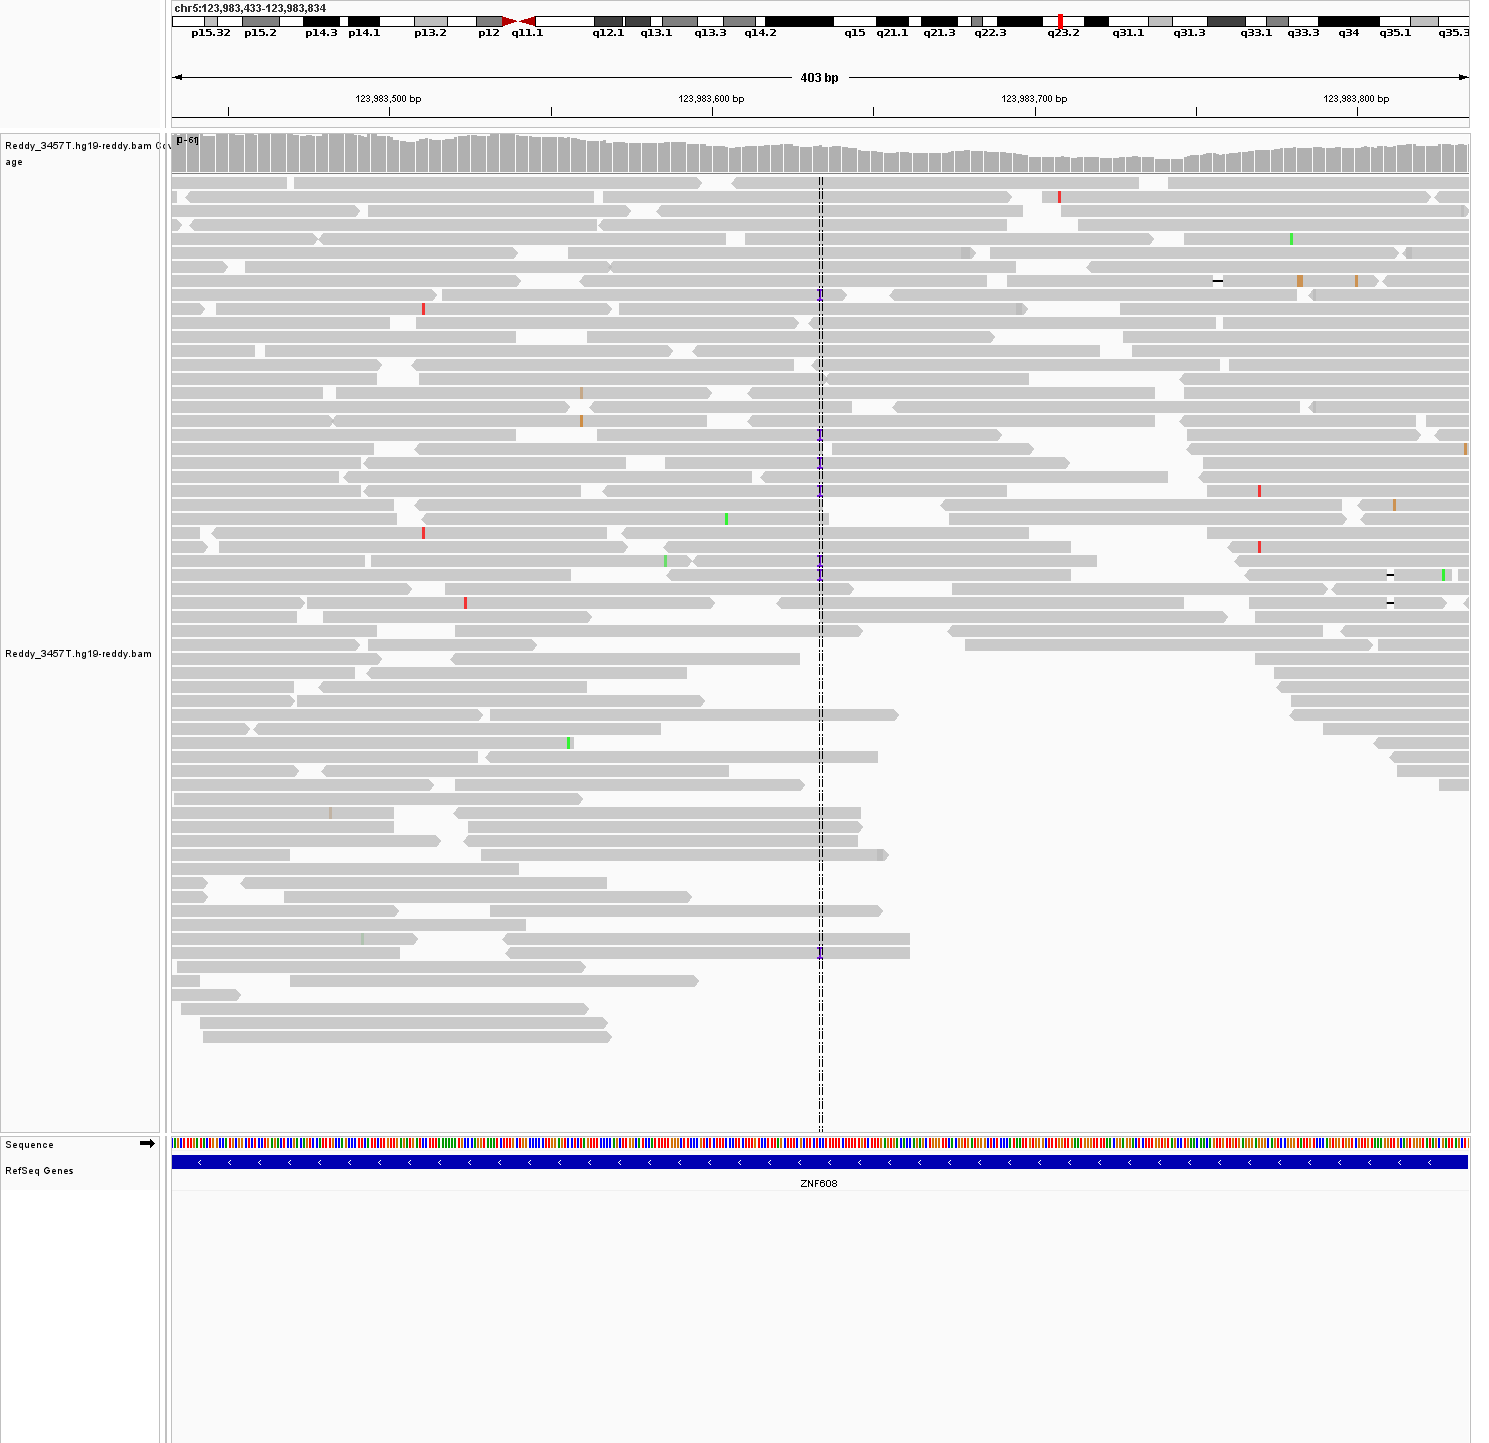 chr5:123,983,433-123,983,834
p15.32 p15.2 p14.3 p14.1 p13.2 p12 q11.1 q12.1 q13.1 q13.3 q14.2 q15 q21.1 q21.3 q22.3 q23.2 q31.1 q31.3 q33.1 q33.3 q34 q35.1 q35.3
403 bp
123,983,500 bp 123,983,600 bp 123,983,700 bp 123,983,800 bp
[0-61]
Reddy_3457T.hg19-reddy.bam Cov
age
Reddy_3457T.hg19-reddy.bam
Sequence
RefSeq Genes
ZNF608